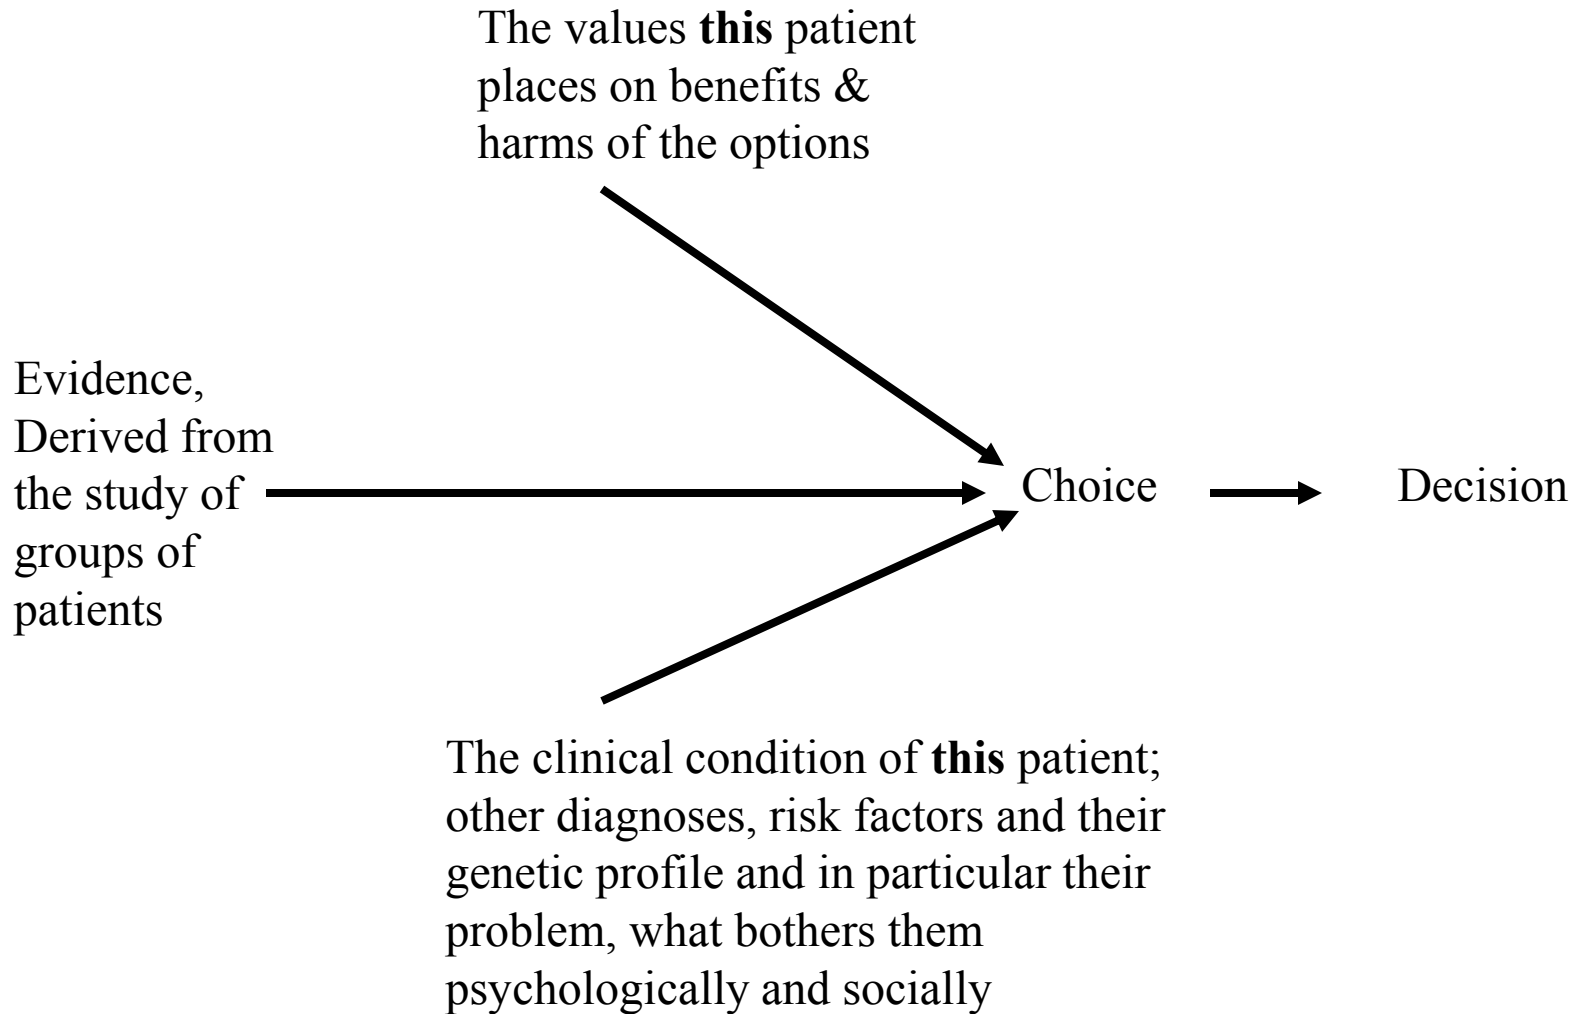 The values this patient
places on benefits &
harms of the options
Evidence,
Derived from
the study of
groups of
patients
Choice
Decision
The clinical condition of this patient;
other diagnoses, risk factors and their
genetic profile and in particular their
problem, what bothers them
psychologically and socially